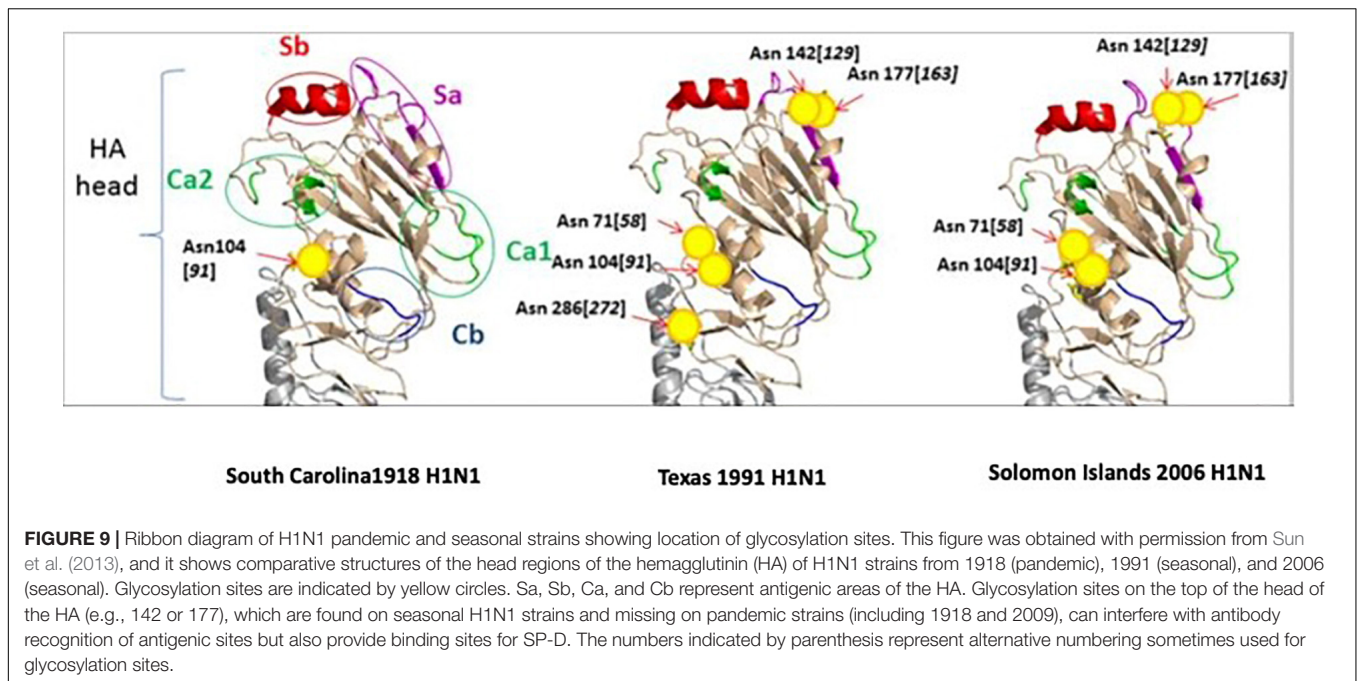 Sb
Sa
HA
head
Ca2
Asn104
[91]
Ca1
Cb
Asn 142[129]
Asn 177[163]
Asn 71[58]
Asn 104[91]
Asn 286[272]
Asn 142[129]
Asn 177[163]
Asn 71[58]
Asn 104[91]
South Carolina1918 H1N1
Texas 1991 H1N1
Solomon Islands 2006 H1N1
FIGURE 9 | Ribbon diagram of H1N1 pandemic and seasonal strains showing location of glycosylation sites. This figure was obtained with permission from Sun
et al. (2013), and it shows comparative structures of the head regions of the hemagglutinin (HA) of H1N1 strains from 1918 (pandemic), 1991 (seasonal), and 2006
(seasonal). Glycosylation sites are indicated by yellow circles. Sa, Sb, Ca, and Cb represent antigenic areas of the HA. Glycosylation sites on the top of the head of
the HA (e.g., 142 or 177), which are found on seasonal H1N1 strains and missing on pandemic strains (including 1918 and 2009), can interfere with antibody
recognition of antigenic sites but also provide binding sites for SP-D. The numbers indicated by parenthesis represent alternative numbering sometimes used for
glycosylation sites.